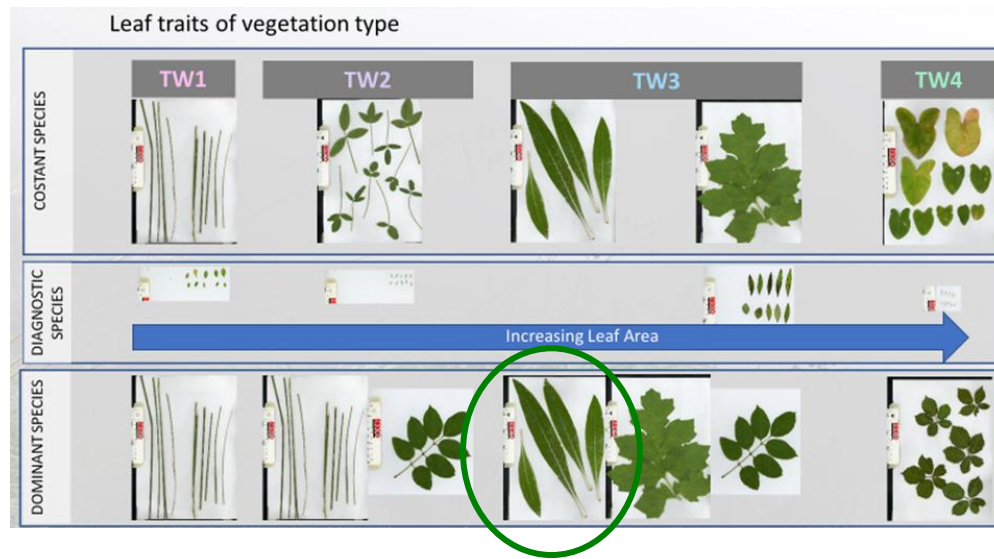 Leaf traits of vegetation type
TW1
TW2
TW3
TW4
COSTANT SPECIES
DIAGNOSTIC
SPECIES
Increasing Leaf Area
DOMINANT SPECIES